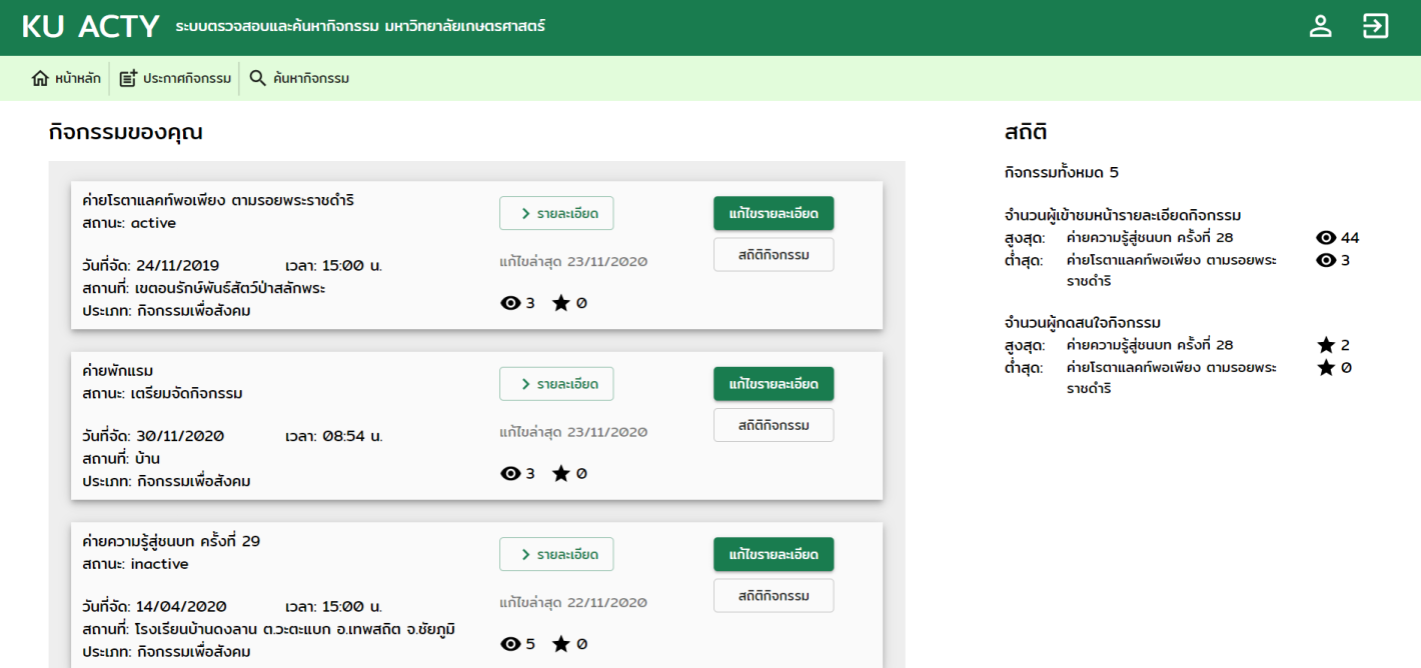 KU ACTY ระบบตรวจสอบและค้นหากิจกรรม มหาวิทยาลัยเกษตรศาสตร์
หน้าหลัก ประกาศกิจกรรม ค้นหากิจกรรม
กิจกรรมของคุณ
ค่ายโรตาแลคท์พอเพียง ตามรอยพระราชดำริ
สถานะ: active
วันที่จัด: 24/11/2019 เวลา: 15:00 น.
สถานที่: เขตอนรักษ์พันธ์สัตว์ป่าสลักพระ
ประเภท: กิจกรรมเพื่อสังคม
รายละเอียด
แก้ไขล่าสุด 23/11/2020
3 0
แก้ไขรายละเอียด
สถิติกิจกรรม
ค่ายพักแรม
สถานะ: เตรียมจัดกิจกรรม
วันที่จัด: 30/11/2020 เวลา: 08:54 น.
สถานที่: บ้าน
ประเภท: กิจกรรมเพื่อสังคม
รายละเอียด
แก้ไขล่าสุด 23/11/2020
3 0
แก้ไขรายละเอียด
สถิติกิจกรรม
ค่ายความรู้สู่ชนบท ครั้งที่ 29
สถานะ: inactive
วันที่จัด: 14/04/2020 เวลา: 15:00 น.
สถานที่: โรงเรียนบ้านดงลาน ต.วะตะแบก อ.เทพสถิต จ.ชัยภูมิ
ประเภท: กิจกรรมเพื่อสังคม
รายละเอียด
แก้ไขล่าสุด 22/11/2020
5 0
แก้ไขรายละเอียด
สถิติกิจกรรม
สถิติ
กิจกรรมทั้งหมด 5
จำนวนผู้เข้าชมหน้ารายละเอียดกิจกรรม
สูงสุด: ค่ายความรู้สู่ชนบท ครั้งที่ 28 44
ต่ำสุด: ค่ายโรตาแลคท์พอเพียง ตามรอยพระ 3
ราชดำริ
จำนวนผู้กดสนใจกิจกรรม
สูงสุด: ค่ายความรู้สู่ชนบท ครั้งที่ 28 2
ต่ำสุด: ค่ายโรตาแลคท์พอเพียง ตามรอยพระ 0
ราชดำริ